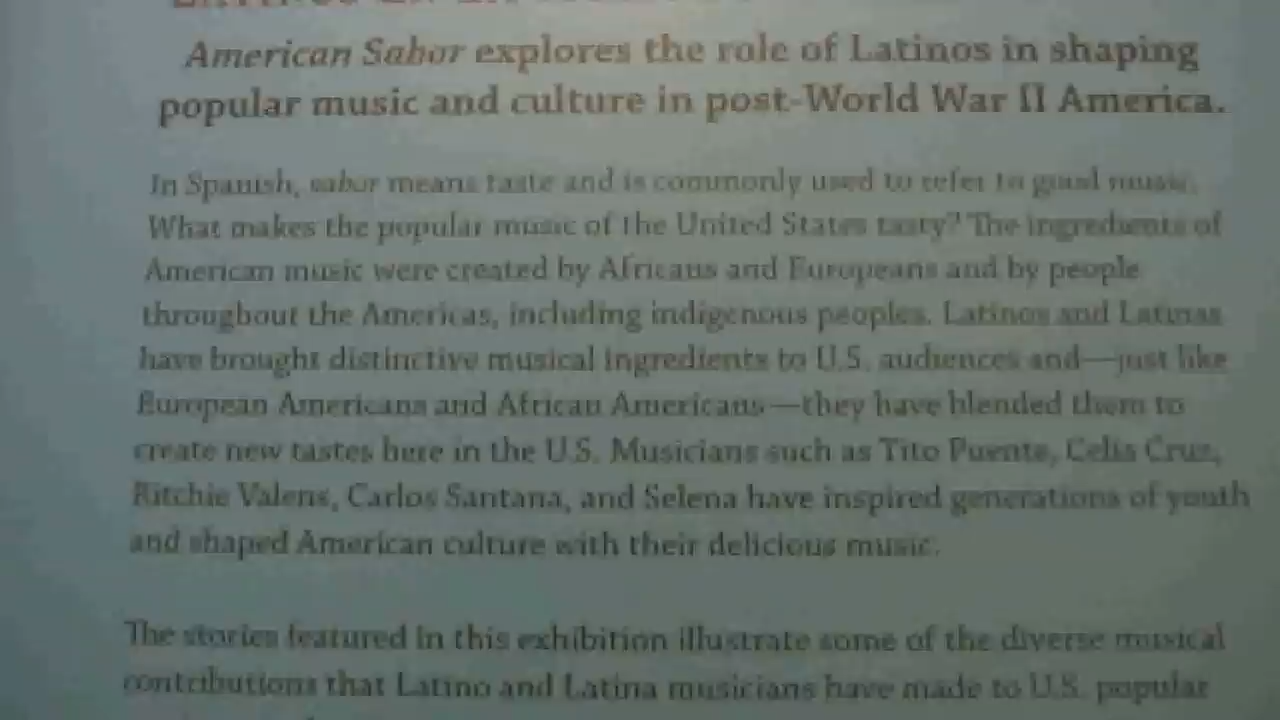 American Sabor explores the role of Latinos in shaping
popular music and culture in post-World War II America.
In Spanish, sabor means taste and is commonly used to refer to good music.
What makes the popular music of the United States tasty? The ingredients of
American music were created by Africans and Europeans and by people
throughout the Americas, including indigenous peoples. Latinos and Latinas
have brought distinctive musical ingredients to U.S. audiences and—just like
European Americans and African Americans—they have blended them to
create new tastes here in the U.S. Musicians such as Tito Puente, Celia Cruz,
Ritchie Valens, Carlos Santana, and Selena have inspired generations of youth
and shaped American culture with their delicious music.
The stories featured in this exhibition illustrate some of the diverse musical
contributions that Latino and Latina musicians have made to U.S. popular